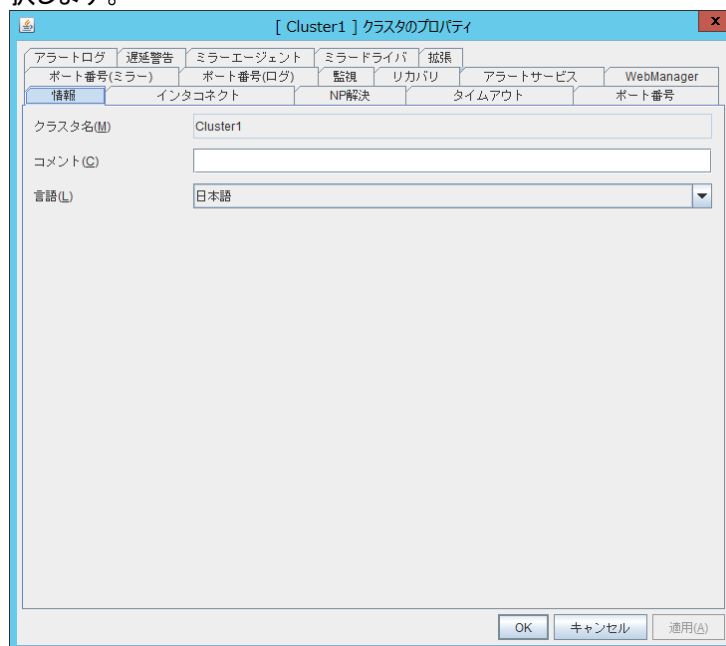 択します。
[ Cluster1 ] クラスタのプロパティ
x
アラートログ 遅延警告 ミラーエージェント ミラードライバ 拡張
ポート番号(ミラー) ポート番号(ログ) 監視 リカバリ アラートサービス WebManager
情報 インタコネクト NP解決 タイムアウト ポート番号
クラスタ名(M) Cluster1
コメント(C)
言語(L) 日本語
OK キャンセル 適用(A)